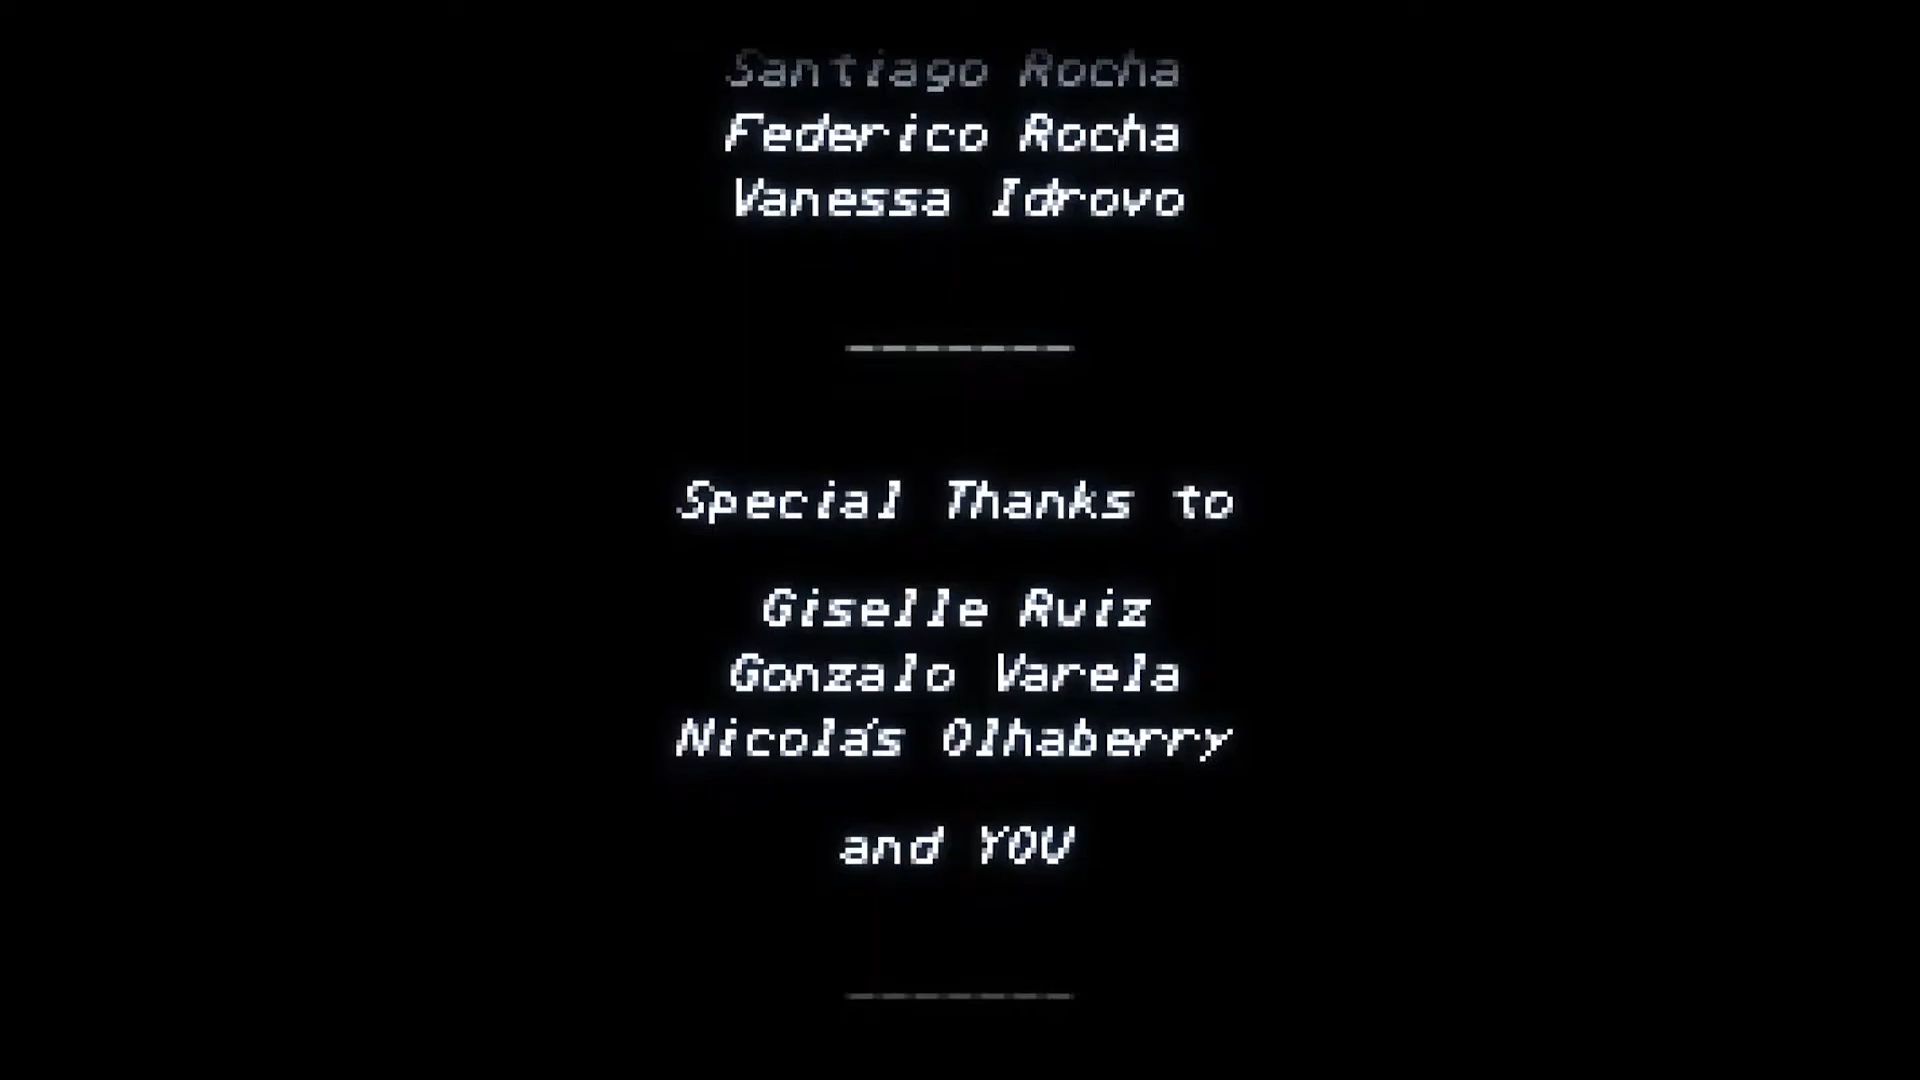 Santiago Rocha
Federico Rocha
Vanessa Idrovo
Special Thanks to
Giselle Ruiz
Gonzalo Varela
Nicolás Olhaberry
and YOU